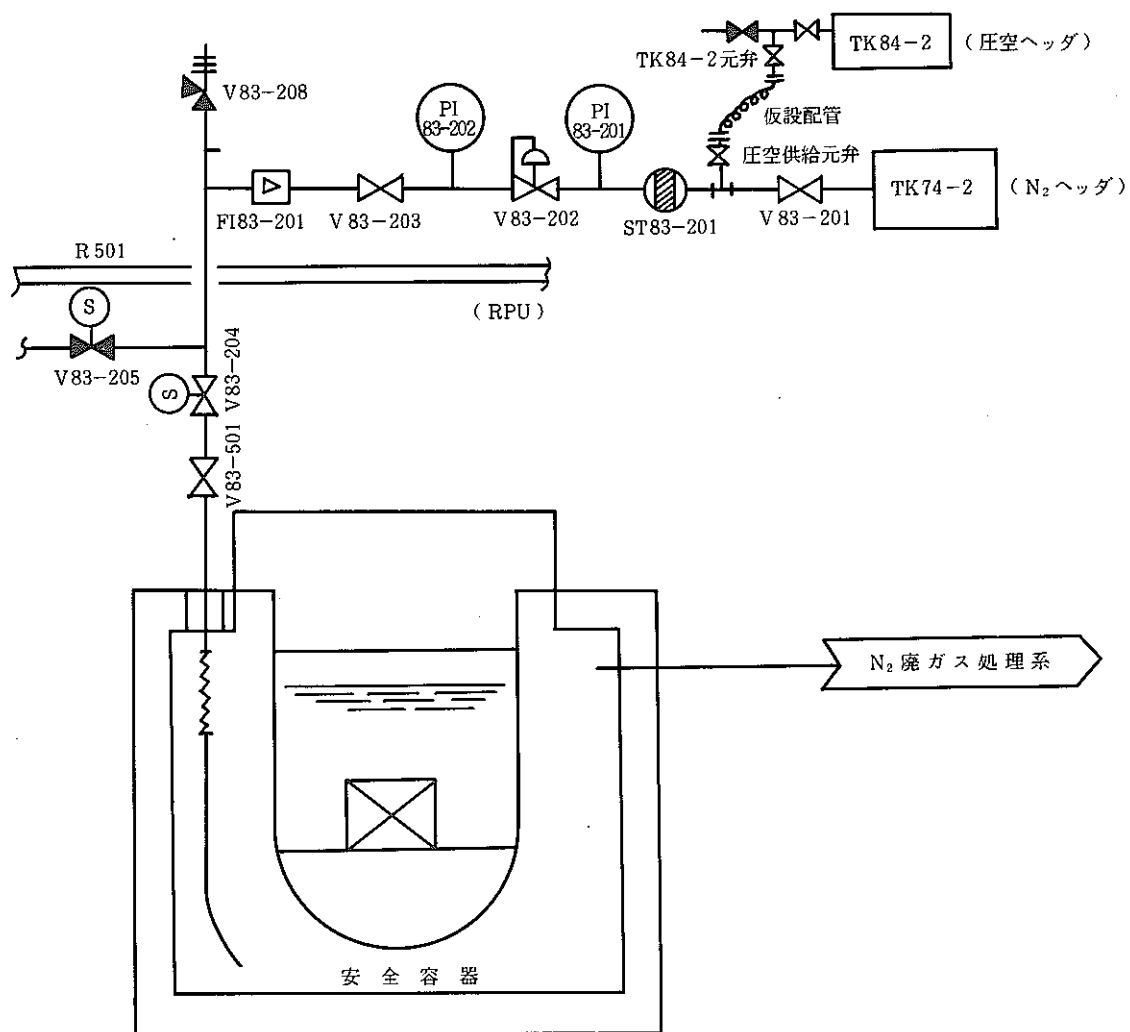 TK84-2
(圧空ヘッダ)
TK84-2元弁
V83-208
PI
83-202
PI
83-201
仮設配管
圧空供給元弁
TK74-2
(N₂ヘッダ)
FI83-201
V83-203
V83-202
ST83-201
V83-201
R501
(RPU)
S
V83-205
S
V83-204
V83-501
N₂廃ガス処理系
安全容器